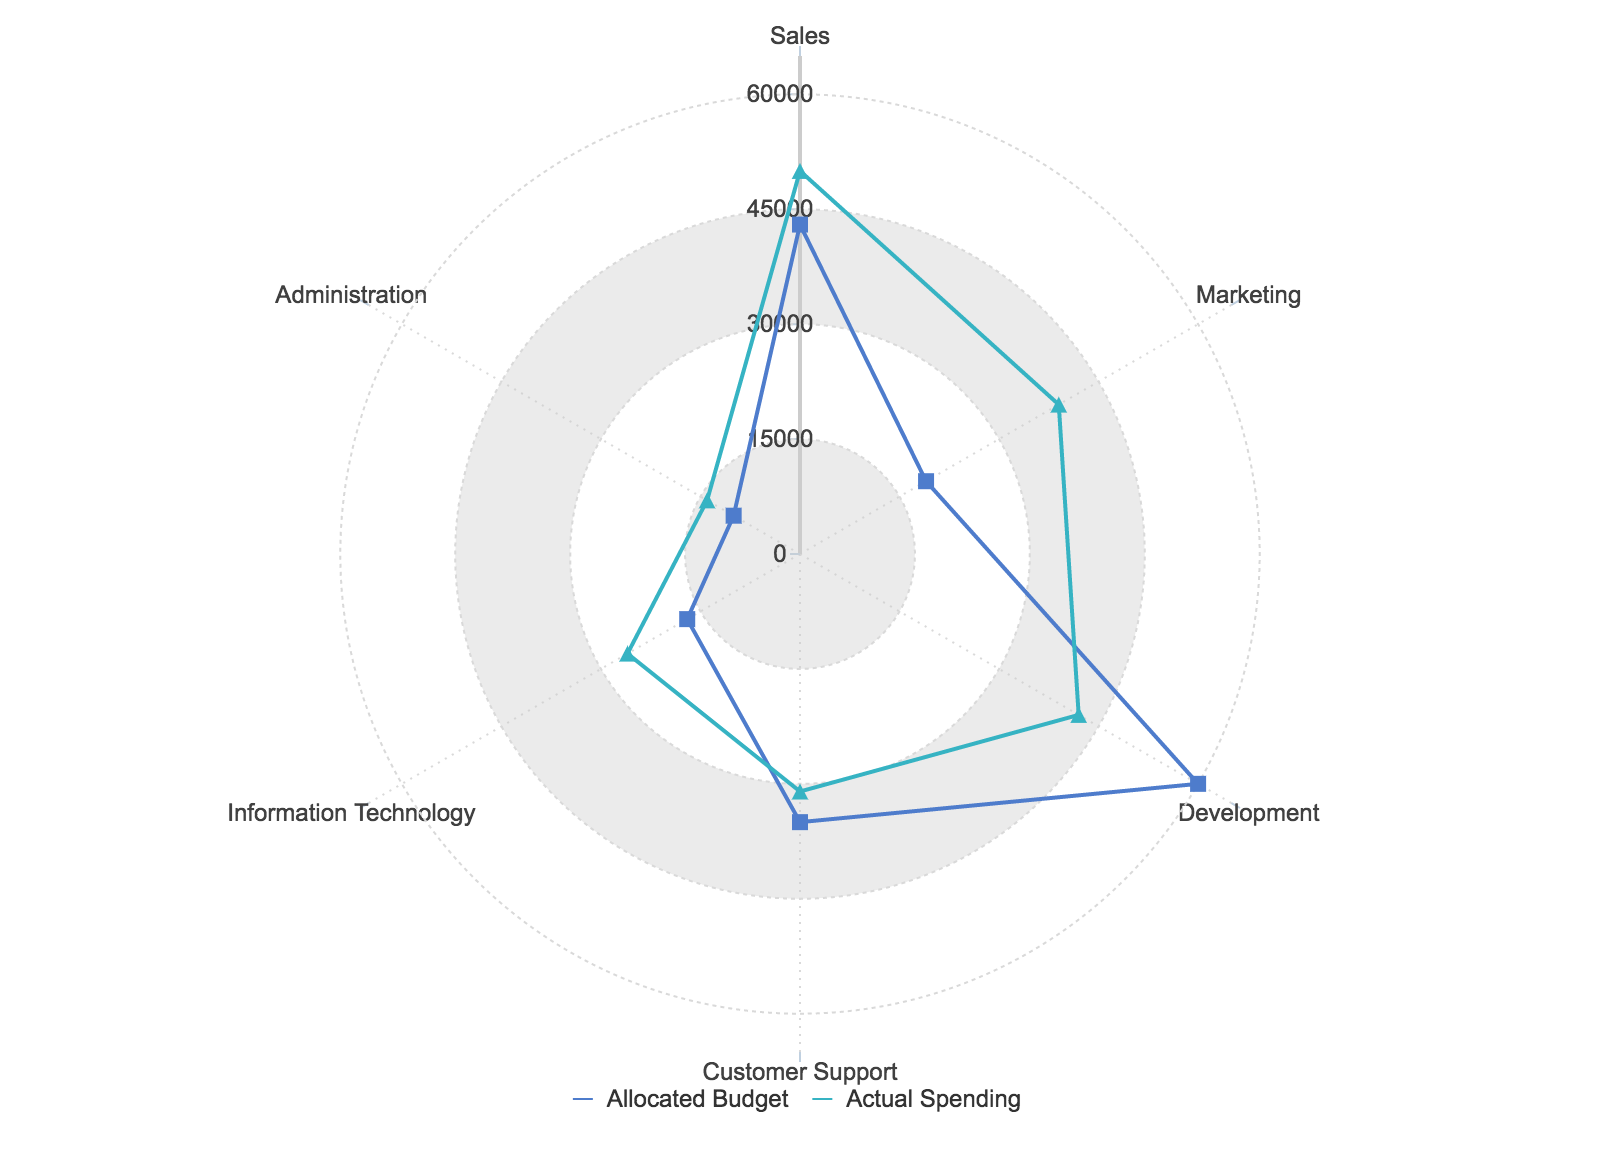 Sales
60000
45000
30000
15000
0
Administration
Marketing
Information Technology
Development
Customer Support
Allocated Budget
Actual Spending